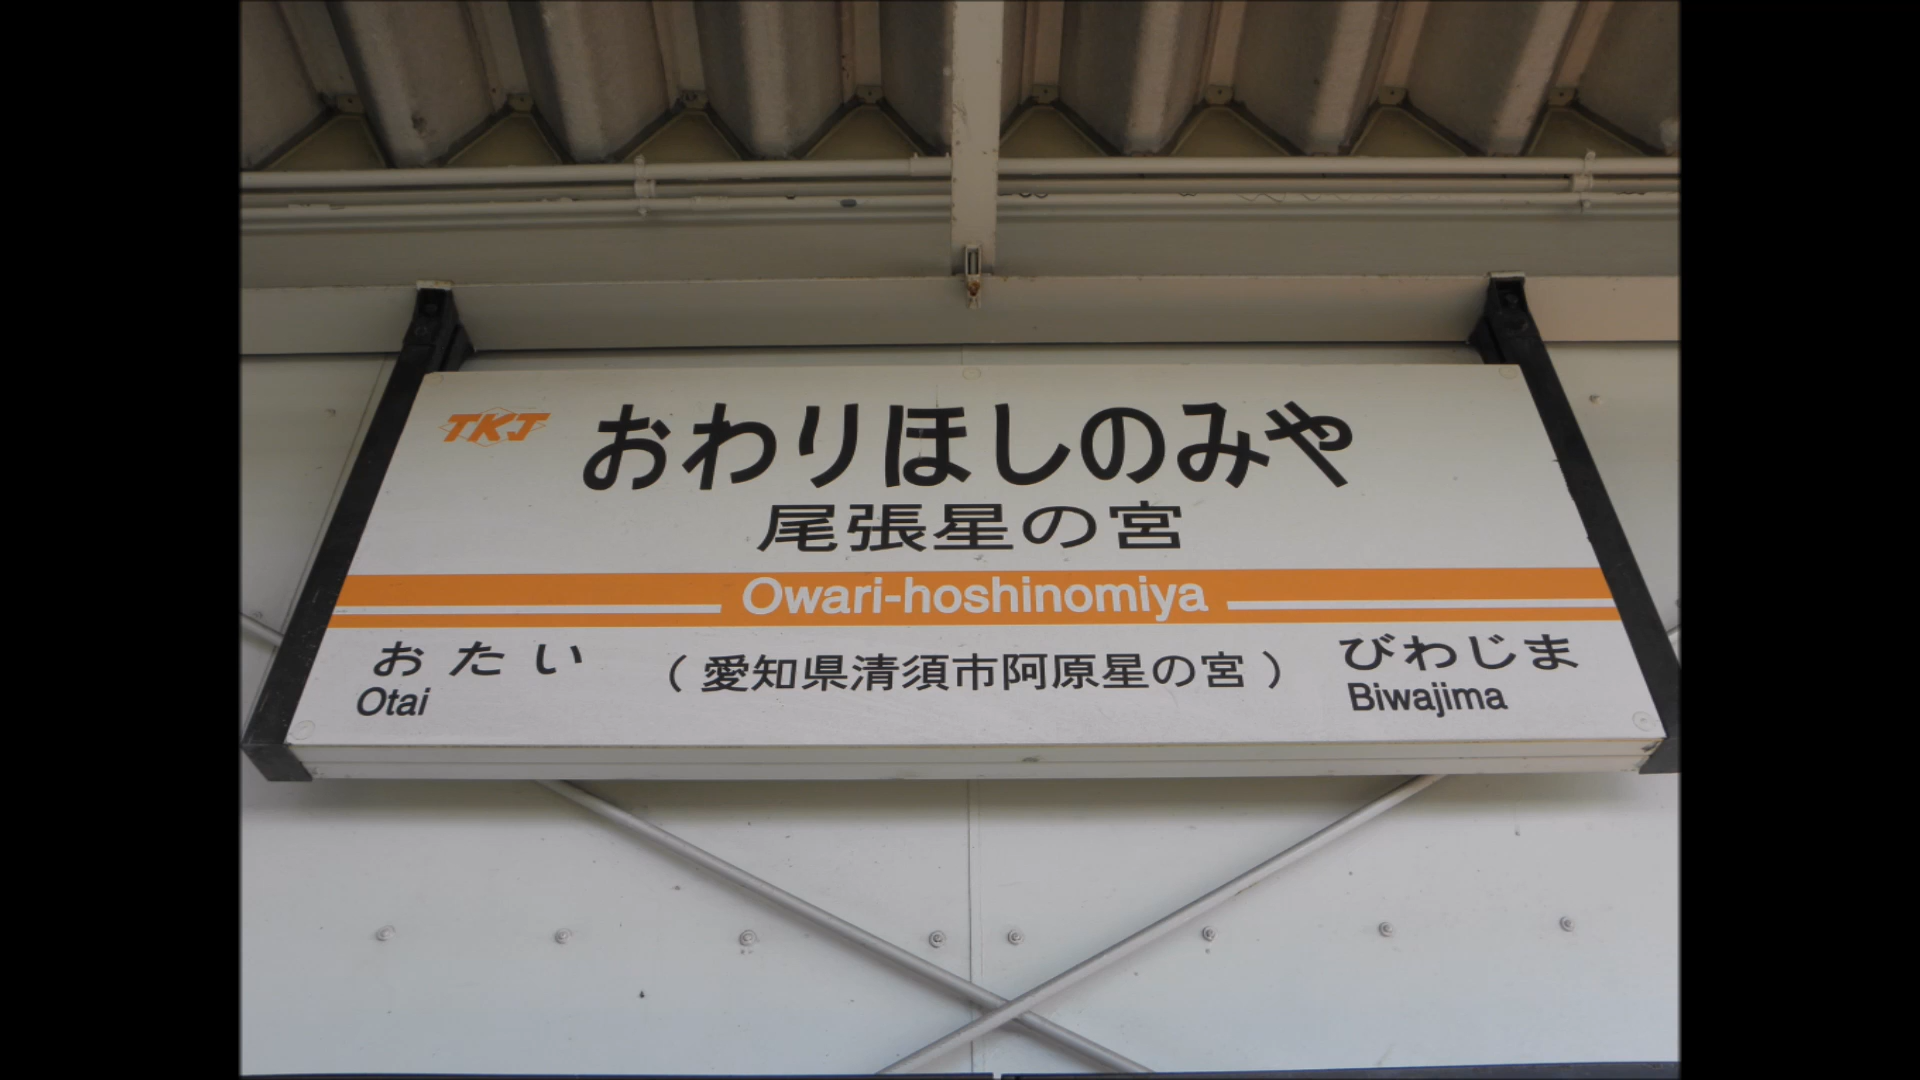 TKJ
おわりほしのみや
尾張星の宮
Owari-hoshinomiya
おたい
Otai
（愛知県清須市阿原星の宮）
びわじま
Biwajima